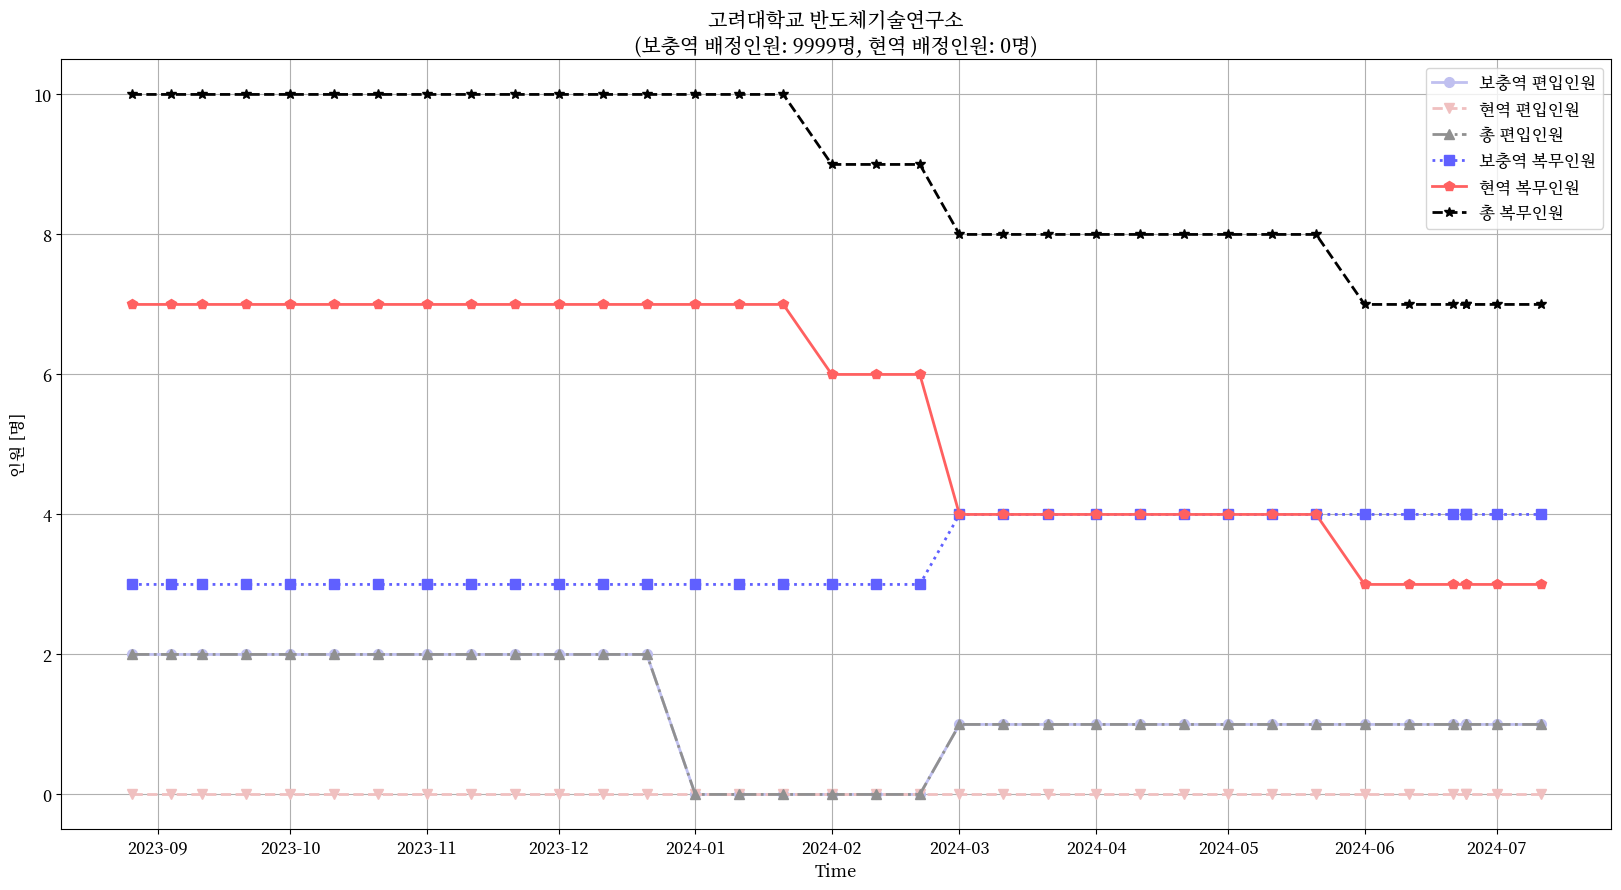 고려대학교 반도체기술연구소
(보충역 배정인원: 9999명, 현역 배정인원: 0명)
보충역 편입인원
현역 편입인원
총 편입인원
보충역 복무인원
현역 복무인원
총 복무인원
인원 [명]
10
8
6
4
2
0
2023-09 2023-10 2023-11 2023-12 2024-01 2024-02 2024-03 2024-04 2024-05 2024-06 2024-07
Time